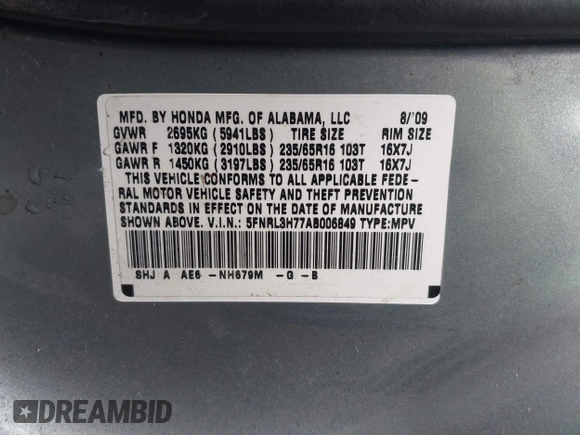 MFD. BY HONDA MFG. OF ALABAMA, LLC 8/'09
GVWR 2695KG (5941LBS) TIRE SIZE RIM SIZE
GAWR F 1320KG (2910LBS) 235/65R16 103T 16X7J
GAWR R 1450KG (3197LBS) 235/65R16 103T 16X7J
THIS VEHICLE CONFORMS TO ALL APPLICABLE FEDE-
RAL MOTOR VEHICLE SAFETY AND THEFT PREVENTION
STANDARDS IN EFFECT ON THE DATE OF MANUFACTURE
SHOWN ABOVE. V.I.N.: 5FNRL3H77AB006849 TYPE:MPV
SHJ A AE6 -NH679M -G -B
DREAMBID